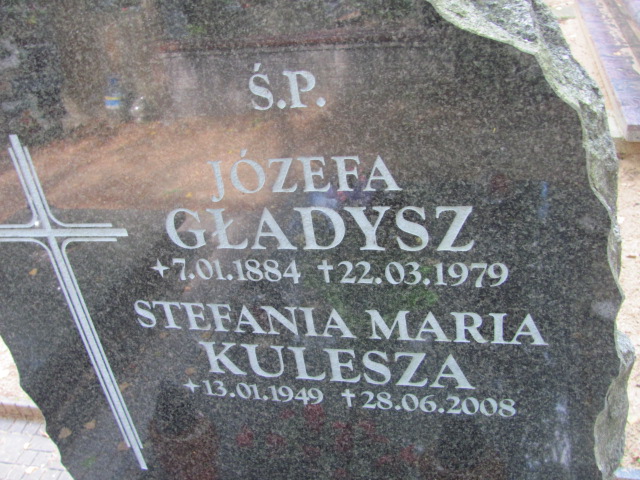 Ś.P.
JÓZEFA
GŁADYSZ
+7.01.1884 †22.03.1979
STEFANIA MARIA
KULESZA
+13.01.1949 †28.06.2008